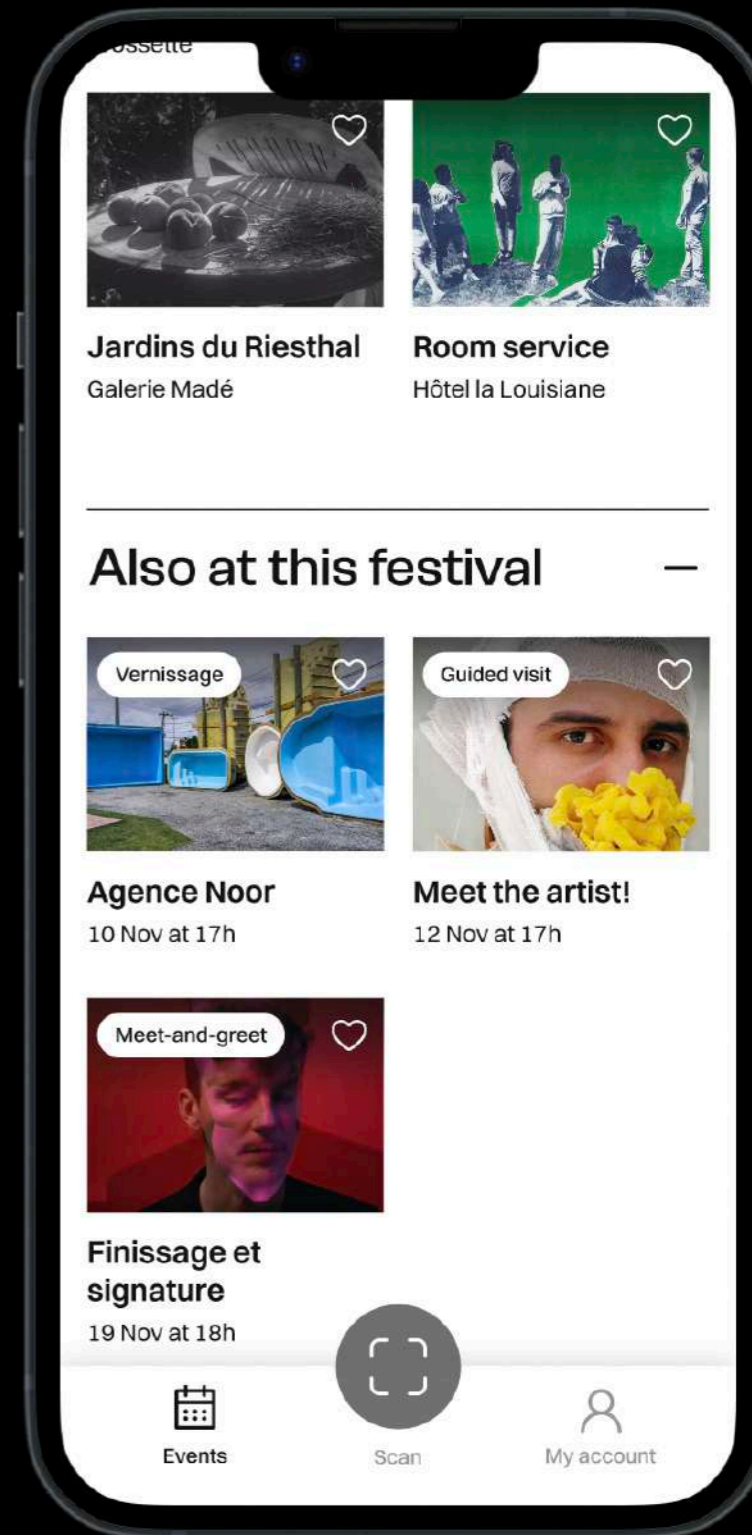 Jardins du Riesthal
Galerie Madé
Room service
Hôtel la Louisiane
Also at this festival
Vernissage
Agence Noor
10 Nov at 17h
Guided visit
Meet the artist!
12 Nov at 17h
Meet-and-greet
Finissage et
signature
19 Nov at 18h
Events
Scan
My account